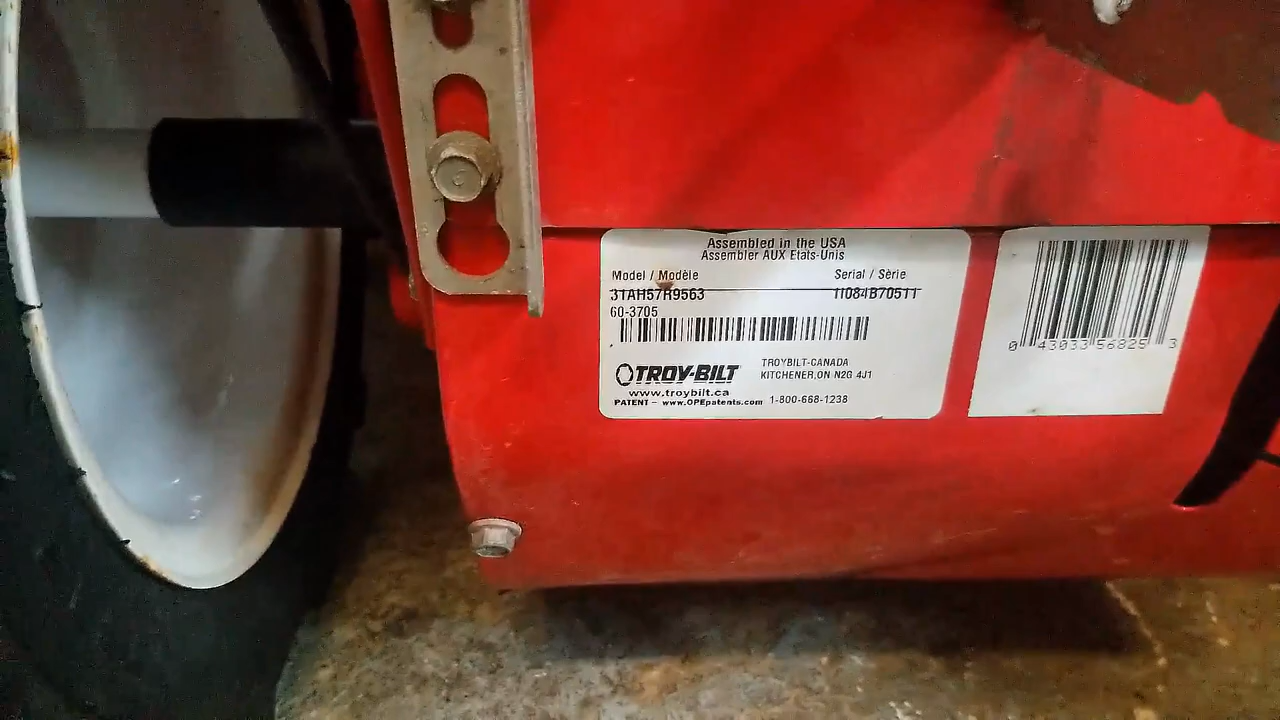 Assembled in the USA
Assembler AUX Etats-Unis
Model / Modèle Serial / Série
31AH57R9563 1I084B70511
60-3705
TROY-BILT
TROYBILT-CANADA
KITCHENER,ON N2G 4J1
www.troybilt.ca
PATENT - www.OPEpatents.com 1-800-668-1238
0 43033 56825 3